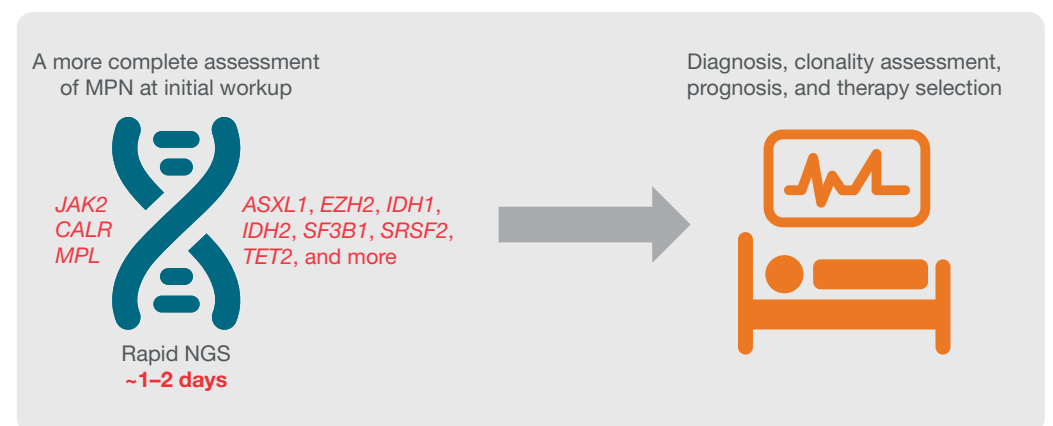 A more complete assessment
of MPN at initial workup
JAK2
CALR
MPL
ASXL1, EZH2, IDH1,
IDH2, SF3B1, SRSF2,
TET2, and more
Rapid NGS
~1–2 days
Diagnosis, clonality assessment,
prognosis, and therapy selection